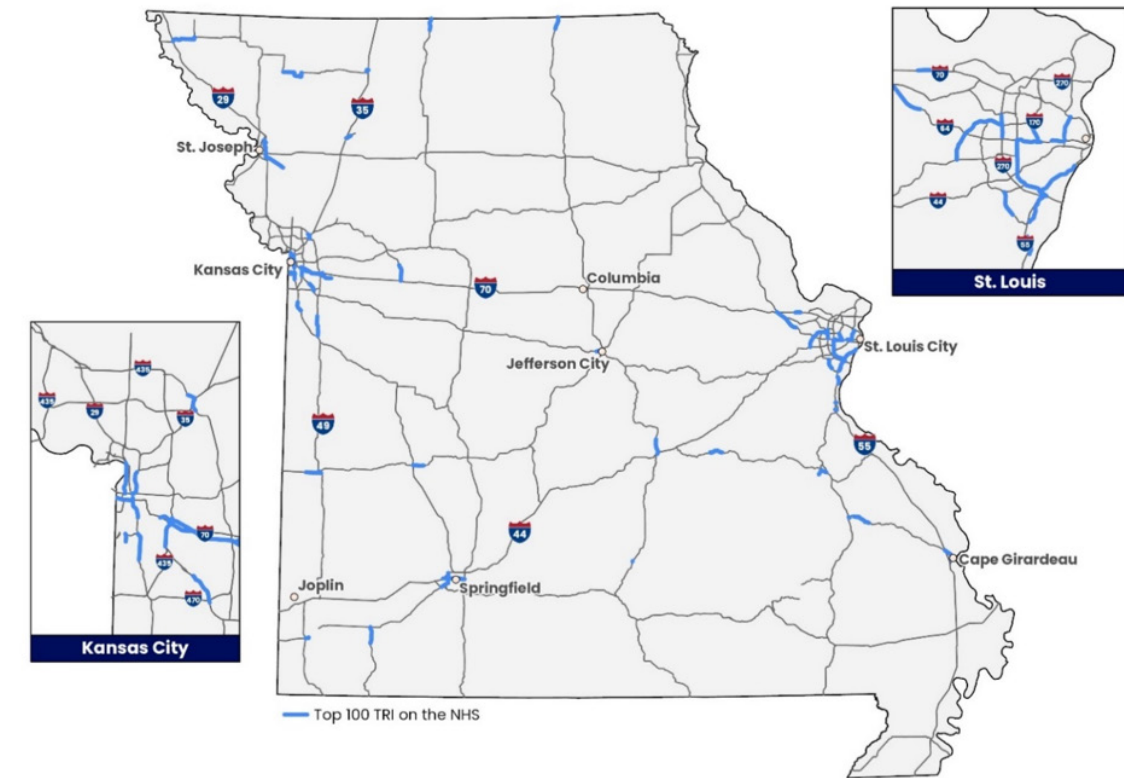 70
270
64
170
270
44
55
St. Louis
29
35
St. Joseph
Kansas City
70
Columbia
Jefferson City
St. Louis City
49
55
44
Joplin
Springfield
Cape Girardeau
435
435
29
35
70
435
470
Kansas City
Top 100 TRI on the NHS